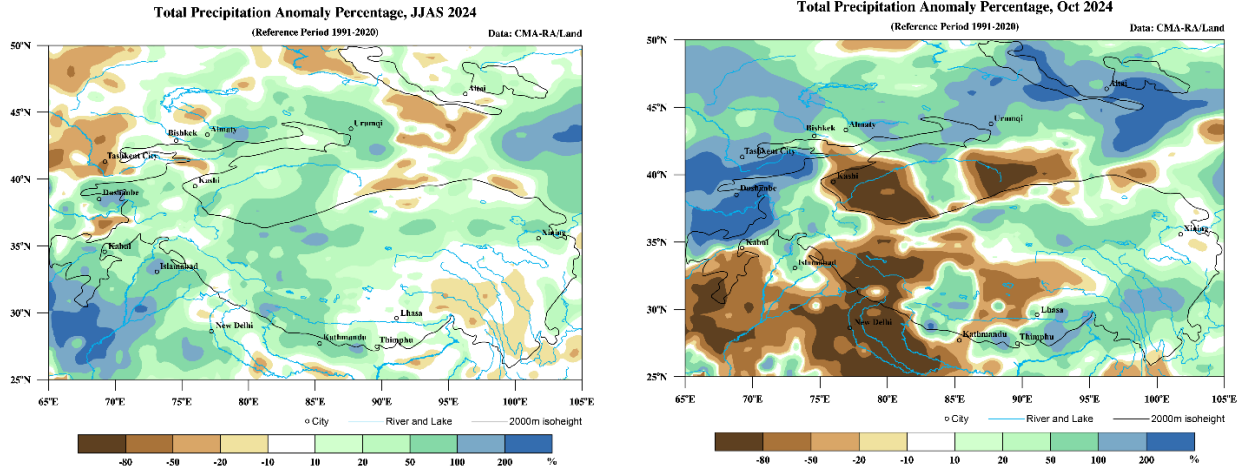 Total Precipitation Anomaly Percentage, JJAS 2024
(Reference Period 1991-2020)
Data: CMA-RA/Land
50°N
45°N
40°N
35°N
30°N
25°N
65°E
70°E
75°E
80°E
85°E
90°E
95°E
100°E
105°E
Altai
Urumqi
Almaty
Bishkek
Tashkent City
Kashi
Dushanbe
Xining
Kabul
Islamabad
Lhasa
New Delhi
Kathmandu
Thimphu
City
River and Lake
2000m isoheight
-80
-50
-20
-10
10
20
50
100
200
%
Total Precipitation Anomaly Percentage, Oct 2024
(Reference Period 1991-2020)
Data: CMA-RA/Land
50°N
45°N
40°N
35°N
30°N
25°N
65°E
70°E
75°E
80°E
85°E
90°E
95°E
100°E
105°E
Altai
Urumqi
Almaty
Bishkek
Tashkent City
Kashi
Dushanbe
Xining
Kabul
Islamabad
Lhasa
New Delhi
Kathmandu
Thimphu
City
River and Lake
2000m isoheight
-80
-50
-20
-10
10
20
50
100
200
%